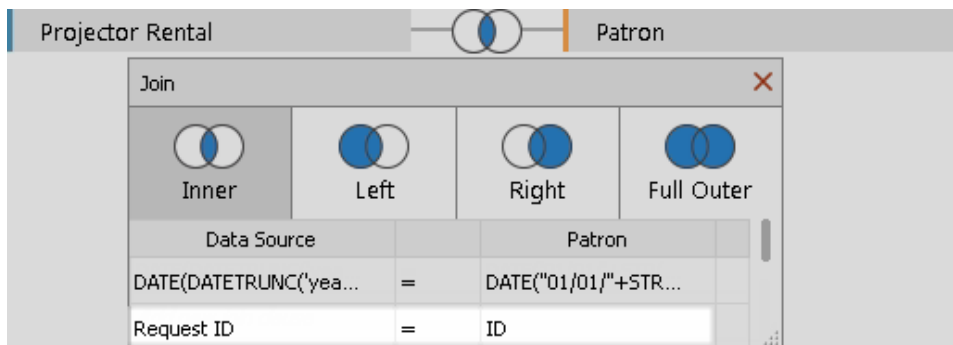 Projector Rental Patron
Join
Inner Left Right Full Outer
Data Source Patron
DATE(DATETRUNC('yea... = DATE("01/01/"+STR...
Request ID = ID